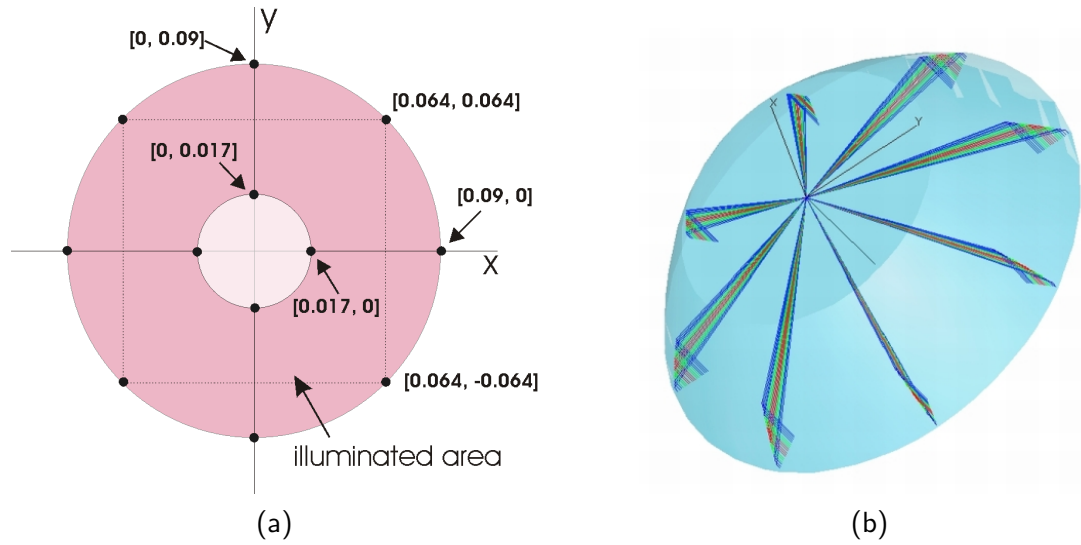 y
[0, 0.09]
[0.064, 0.064]
[0, 0.017]
[0.09, 0]
X
[0.017, 0]
[0.064, -0.064]
illuminated area
(a)
X
Y
(b)